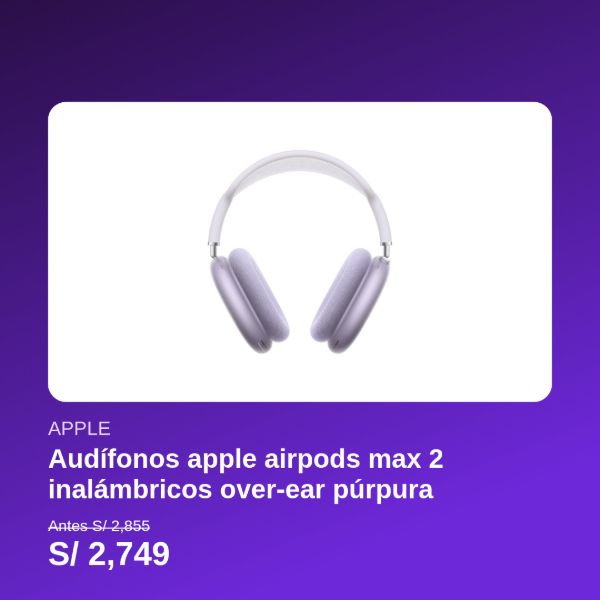 APPLE
Audífonos apple airpods max 2
inalámbricos over-ear púrpura
Antes S/ 2,855
S/ 2,749